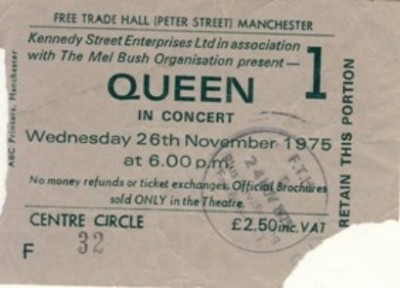 FREE TRADE HALL (PETER STREET) MANCHESTER
Kennedy Street Enterprises Ltd in association
with The Mel Bush Organisation present —
1
QUEEN
IN CONCERT
Wednesday 26th November 1975
at 6.00 p.m.
No money refunds or ticket exchanges. Official Brochures
sold ONLY in the Theatre.
CENTRE CIRCLE
£2.50 inc. VAT
F 32
RETAIN THIS PORTION
ABC Printers, Manchester
F.T.H.